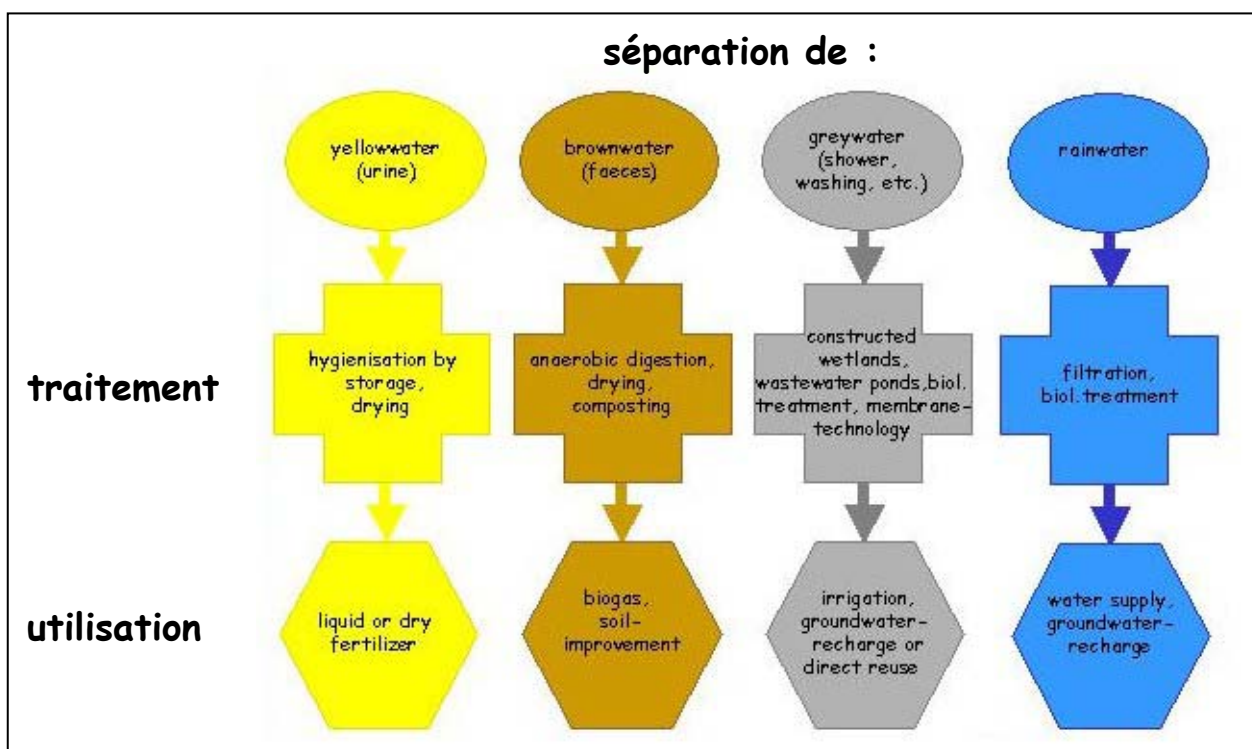 séparation de :
yellowwater
(urine)
brownwater
(faeces)
greywater
(shower,
washing, etc.)
rainwater
traitement
hygienisation by
storage,
drying
anaerobic digestion,
drying,
composting
constructed
wetlands,
wastewater ponds,biol.
treatment, membrane-
technology
filtration,
biol.treatment
utilisation
liquid or dry
fertilizer
biogas,
soil-
improvement
irrigation,
groundwater-
recharge or
direct reuse
water supply,
groundwater-
recharge